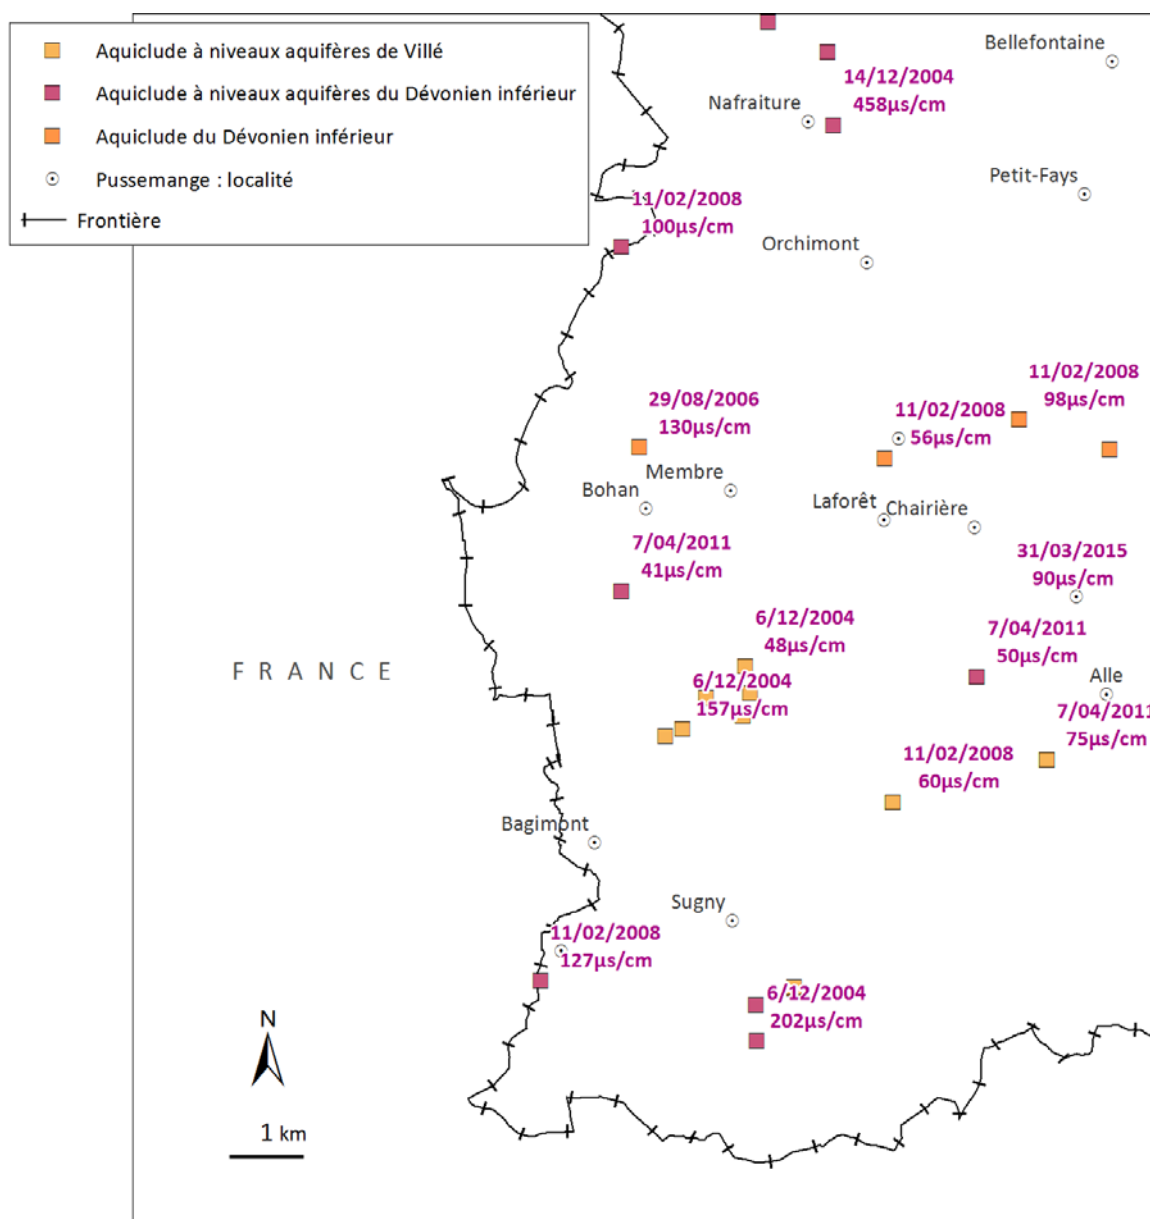 Aquiclude à niveaux aquifères de Villé
Aquiclude à niveaux aquifères du Dévonien inférieur
Aquiclude du Dévonien inférieur
Pussemange : localité
Frontière
Bellefontaine
14/12/2004
458µs/cm
Nafraiture
Petit-Fays
11/02/2008
100µs/cm
Orchimont
11/02/2008
98µs/cm
29/08/2006
130µs/cm
11/02/2008
56µs/cm
Membre
Bohan
Laforêt
Chairière
7/04/2011
41µs/cm
31/03/2015
90µs/cm
6/12/2004
48µs/cm
7/04/2011
50µs/cm
FRANCE
6/12/2004
157µs/cm
Alle
7/04/2011
75µs/cm
11/02/2008
60µs/cm
Bagimont
Sugny
11/02/2008
127µs/cm
6/12/2004
202µs/cm
N
1 km